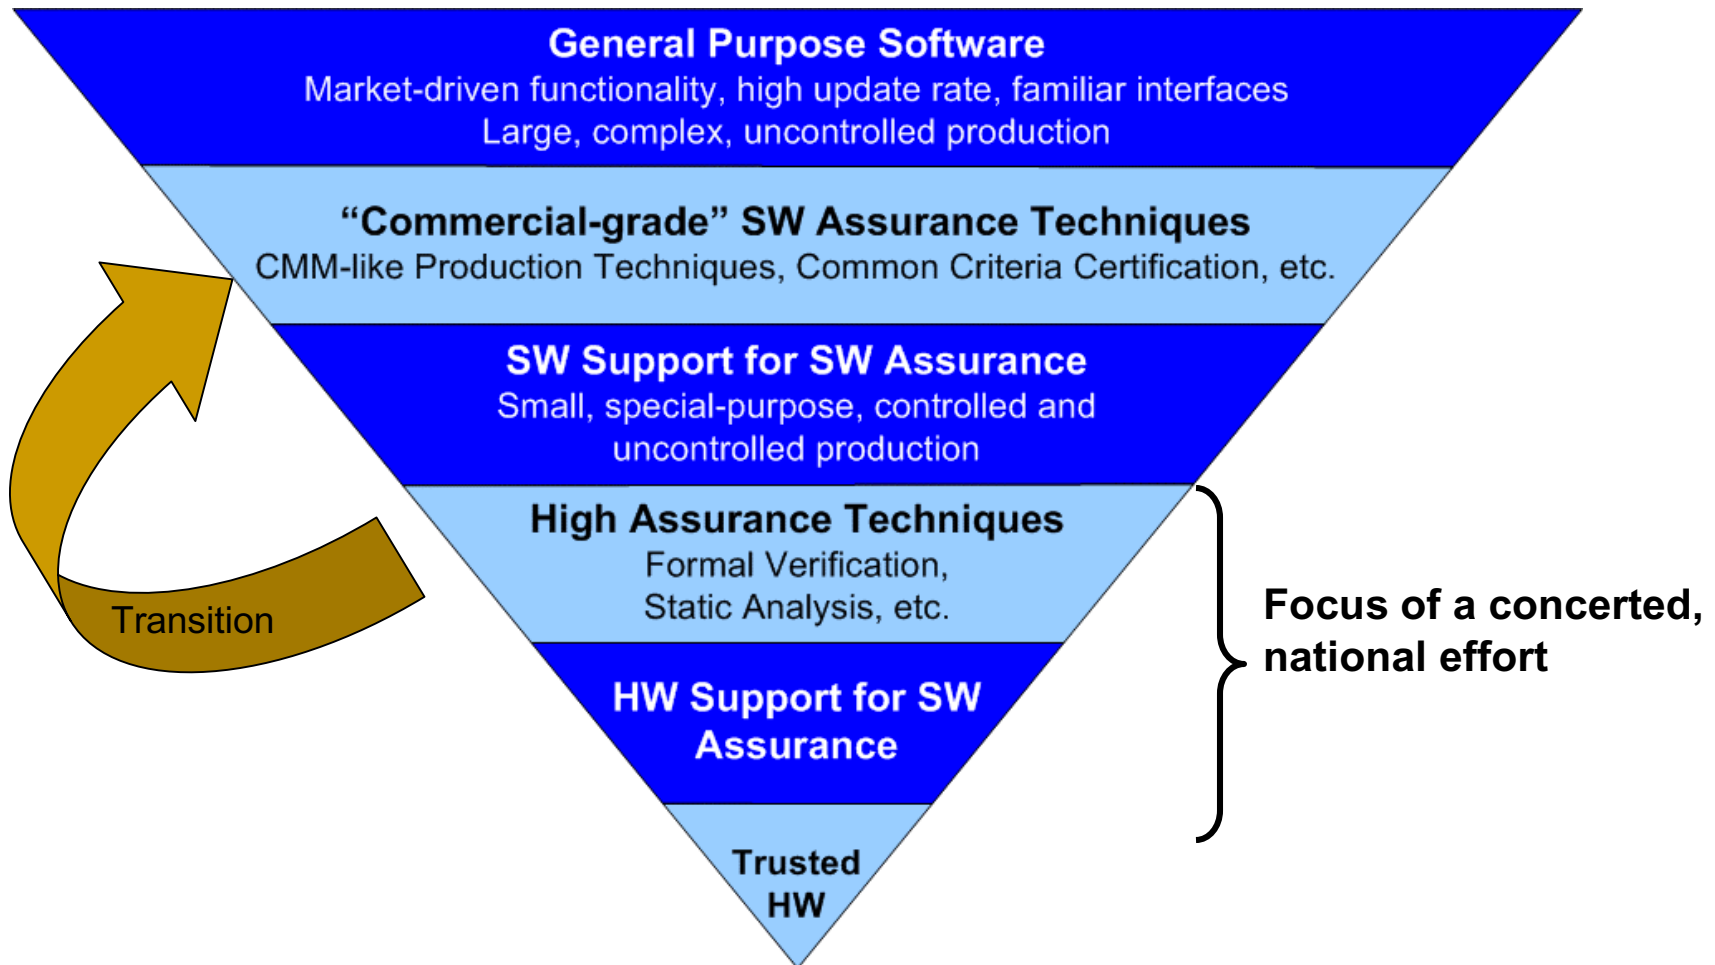 General Purpose Software
Market-driven functionality, high update rate, familiar interfaces
Large, complex, uncontrolled production
“Commercial-grade” SW Assurance Techniques
CMM-like Production Techniques, Common Criteria Certification, etc.
SW Support for SW Assurance
Small, special-purpose, controlled and
uncontrolled production
High Assurance Techniques
Formal Verification,
Static Analysis, etc.
Transition
Focus of a concerted,
national effort
HW Support for SW
Assurance
Trusted
HW